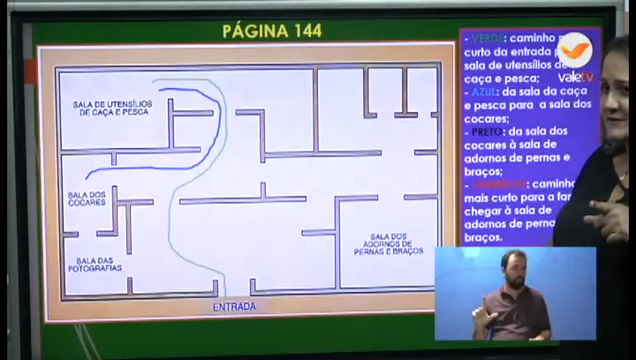 PÁGINA 144
SALA DE UTENSÍLIOS
DE CAÇA E PESCA
SALA DOS
COCARES
SALA DAS
FOTOGRAFIAS
ENTRADA
SALA DOS
ADORNOS DE
PERNAS E BRAÇOS
- VERDE: caminho
curto da entrada
sala de utensílios de
caça e pesca;
- AZUL: da sala da caça
e pesca para a sala dos
cocares;
- PRETO: da sala dos
cocares à sala de
adornos de pernas e
braços;
- caminho
mais curto para a
chegar à sala de
adornos de
braços.
valetv